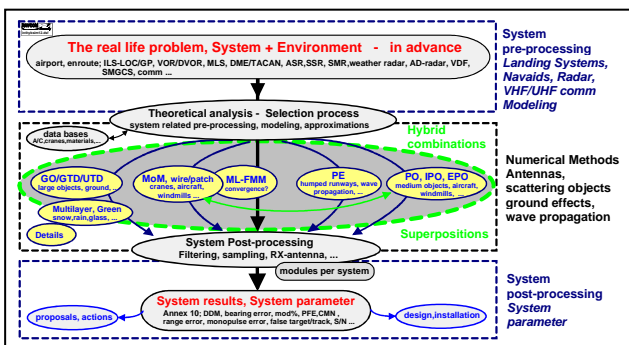 The real life problem, System + Environment - in advance
airport, enroute; ILS-LOC/GP, VOR/DVOR, MLS, DME/TACAN, ASR,SSR, SMR,weather radar, AD-radar, VDF,
SMGCS, comm ...
System
pre-processing
Landing Systems,
Navaids, Radar,
VHF/UHF comm
Modeling
Theoretical analysis - Selection process
system related pre-processing, modeling, approximations
data bases
A/C,cranes,materials,...
Hybrid
combinations
GO/GTD/UTD
large objects, ground, ..
MoM, wire/patch
cranes, aircraft,
windmills ...
ML-FMM
convergence?
PE
humped runways, wave
propagation, ...
PO, IPO, EPO
medium objects, aircraft,
windmills, ...
Multilayer, Green
snow,rain,glass, ...
Details
Superpositions
Numerical Methods
Antennas,
scattering objects
ground effects,
wave propagation
System Post-processing
Filtering, sampling, RX-antenna, ...
modules per system
System results, System parameter
Annex 10; DDM, bearing error, mod%, PFE,CMN ,
range error, monopulse error, false target/track, S/N ...
proposals, actions
design,installation
System
post-processing
System
parameter